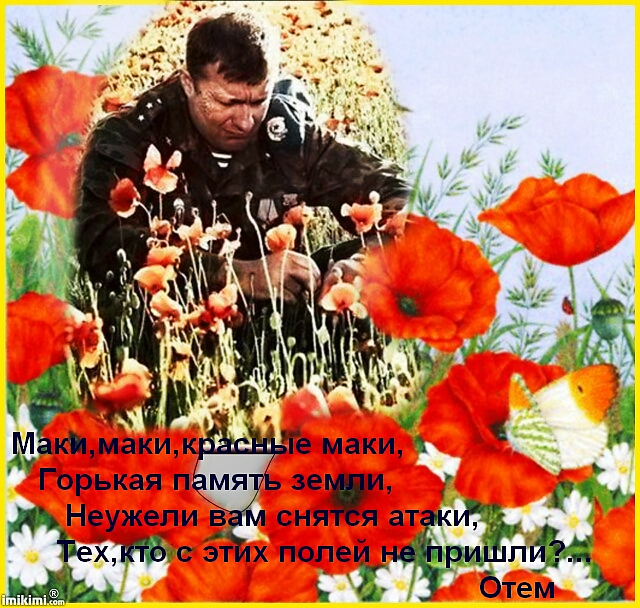 Маки,маки,красные маки,
Горькая память земли,
Неужели вам снятся атаки,
Тех,кто с этих полей не пришли?...
Отем
imikimi.com®